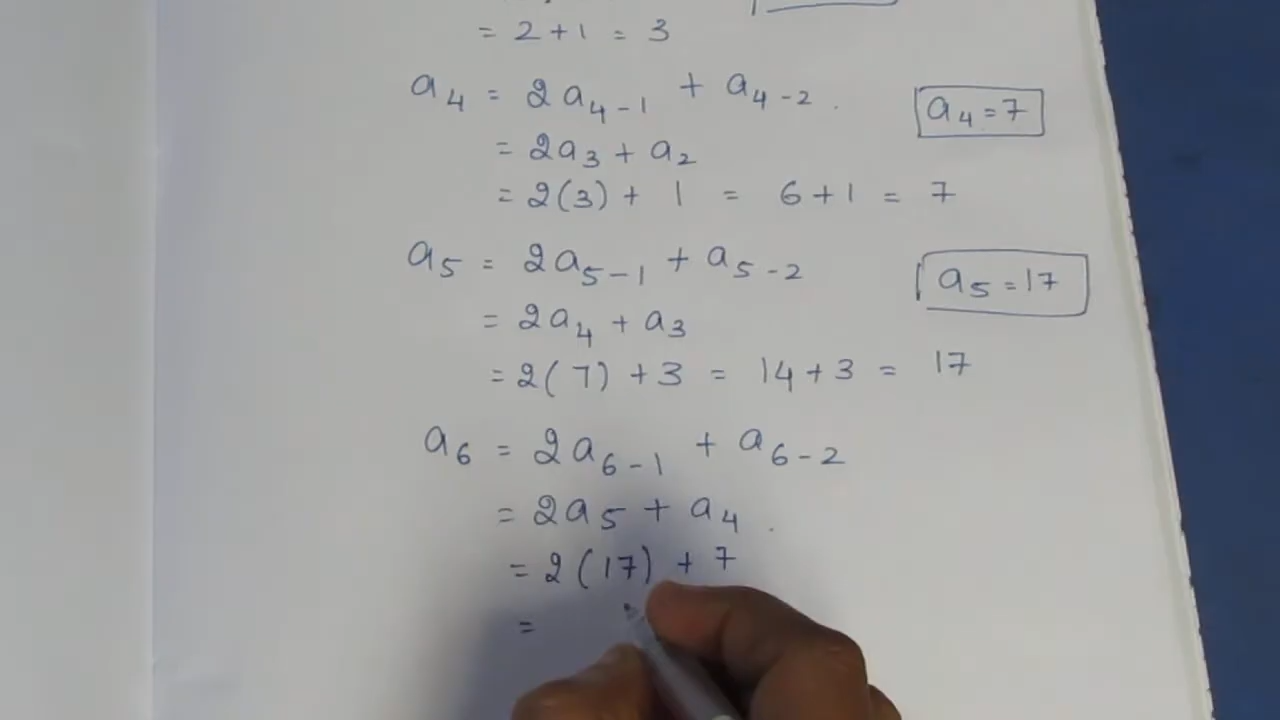 = 2 + 1 = 3
a₄ = 2a₄₋₁ + a₄₋₂ .
a₄ = 7
= 2a₃ + a₂
= 2(3) + 1 = 6 + 1 = 7
a₅ = 2a₅₋₁ + a₅₋₂
a₅ = 17
= 2a₄ + a₃
= 2(7) + 3 = 14 + 3 = 17
a₆ = 2a₆₋₁ + a₆₋₂
= 2a₅ + a₄ .
= 2(17) + 7
=